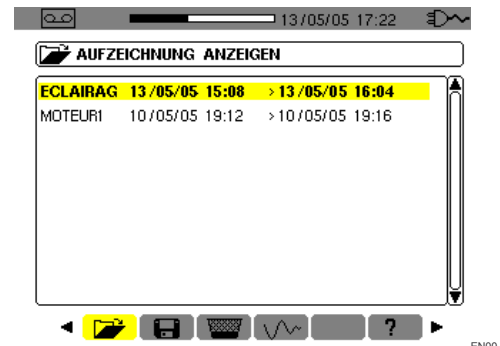 13/05/05 17:22
AUFZEICHNUNG ANZEIGEN
ECLAIRAG 13/05/05 15:08 >13/05/05 16:04
MOTEUR1 10/05/05 19:12 >10/05/05 19:16
?